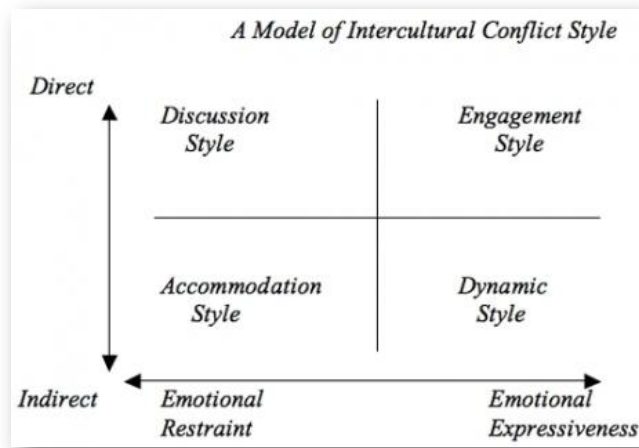 A Model of Intercultural Conflict Style
Direct
Discussion
Style
Engagement
Style
Accommodation
Style
Dynamic
Style
Indirect
Emotional
Restraint
Emotional
Expressiveness